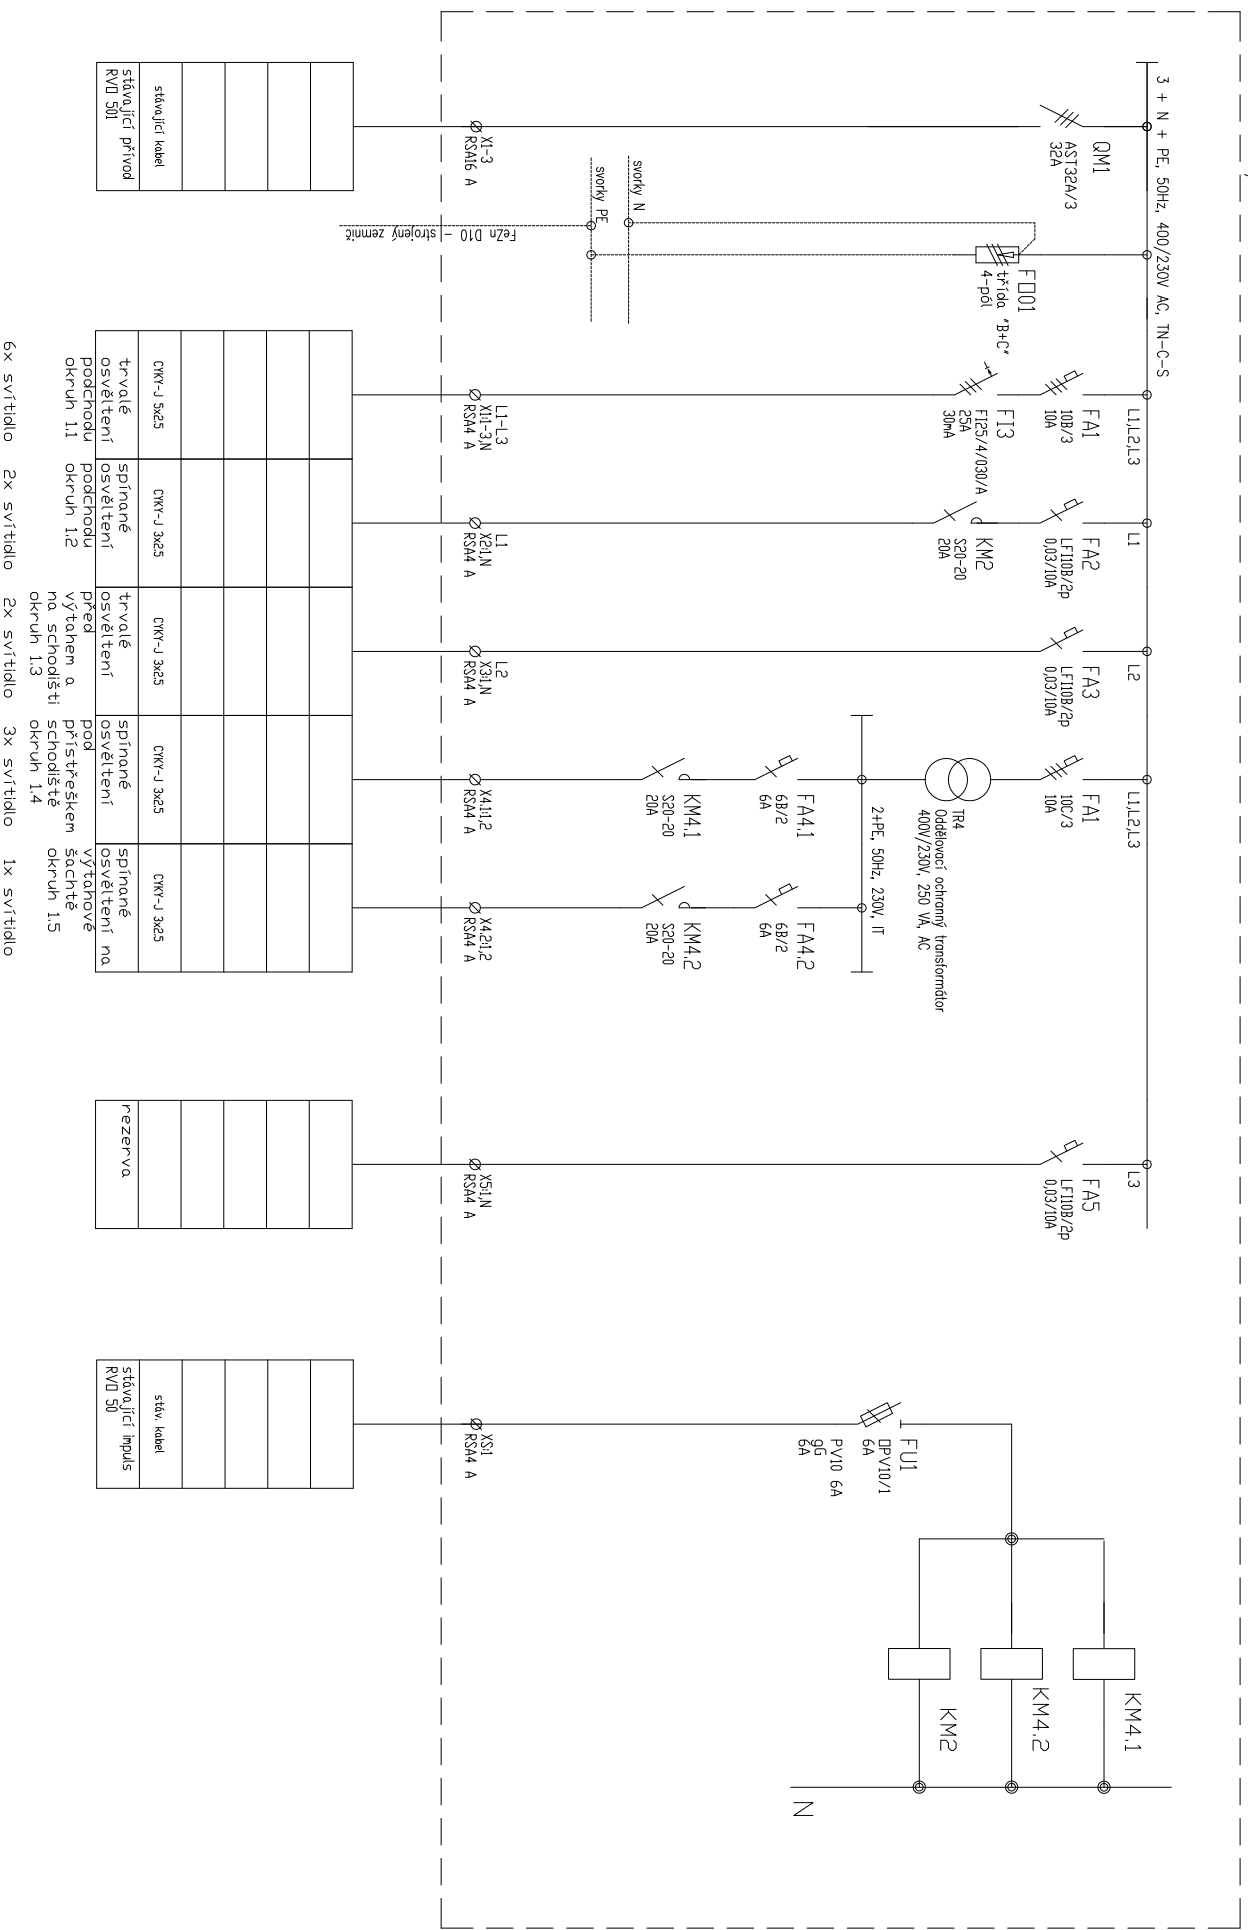 3 + N + PE, 50Hz, 400/230V AC, TN-C-S
QM1
AST32A/3
32A
X1-3
RSA16 A
stávající kabel
stávající přívod
RVO 501
FO01
třída "B+C"
4-pól
svorky N
svorky PE
FeZn D10 - strojený zemnič
L1,L2,L3
FA1
10B/3
10A
FI3
FI25/4/030/A
25A
30mA
L1-L3
X1:1-3,N
RSA4 A
CYKY-J 5x2.5
trvalé
osvěltení
podchodu
okruh 1.1
6x svítidlo
L1
FA2
LFI10B/2p
0,03/10A
KM2
S20-20
20A
L1
X2:1,N
RSA4 A
CYKY-J 3x2.5
spínané
osvěltení
podchodu
okruh 1.2
2x svítidlo
L2
FA3
LFI10B/2p
0,03/10A
L2
X3:1,N
RSA4 A
CYKY-J 3x2.5
trvalé
osvěltení
před
výtahem a
na schodišti
okruh 1.3
2x svítidlo
L1,L2,L3
FA1
10C/3
10A
TR4
Oddělovací ochranný transformátor
400V/230V, 250 VA, AC
2+PE, 50Hz, 230V, IT
FA4.1
6B/2
6A
KM4.1
S20-20
20A
X4.1:1,2
RSA4 A
CYKY-J 3x2.5
spínané
osvěltení
pod
přístřeškem
schodiště
okruh 1.4
3x svítidlo
FA4.2
6B/2
6A
KM4.2
S20-20
20A
X4.2:1,2
RSA4 A
CYKY-J 3x2.5
spínané
osvěltení na
výtahové
šachtě
okruh 1.5
1x svítidlo
L3
FA5
LFI10B/2p
0,03/10A
X5:1,N
RSA4 A
rezerva
FU1
OPV10/1
6A
PV10 6A
gG
6A
XS:1
RSA4 A
stáv. kabel
stávající impuls
RVO 50
KM4.1
KM4.2
KM2
N